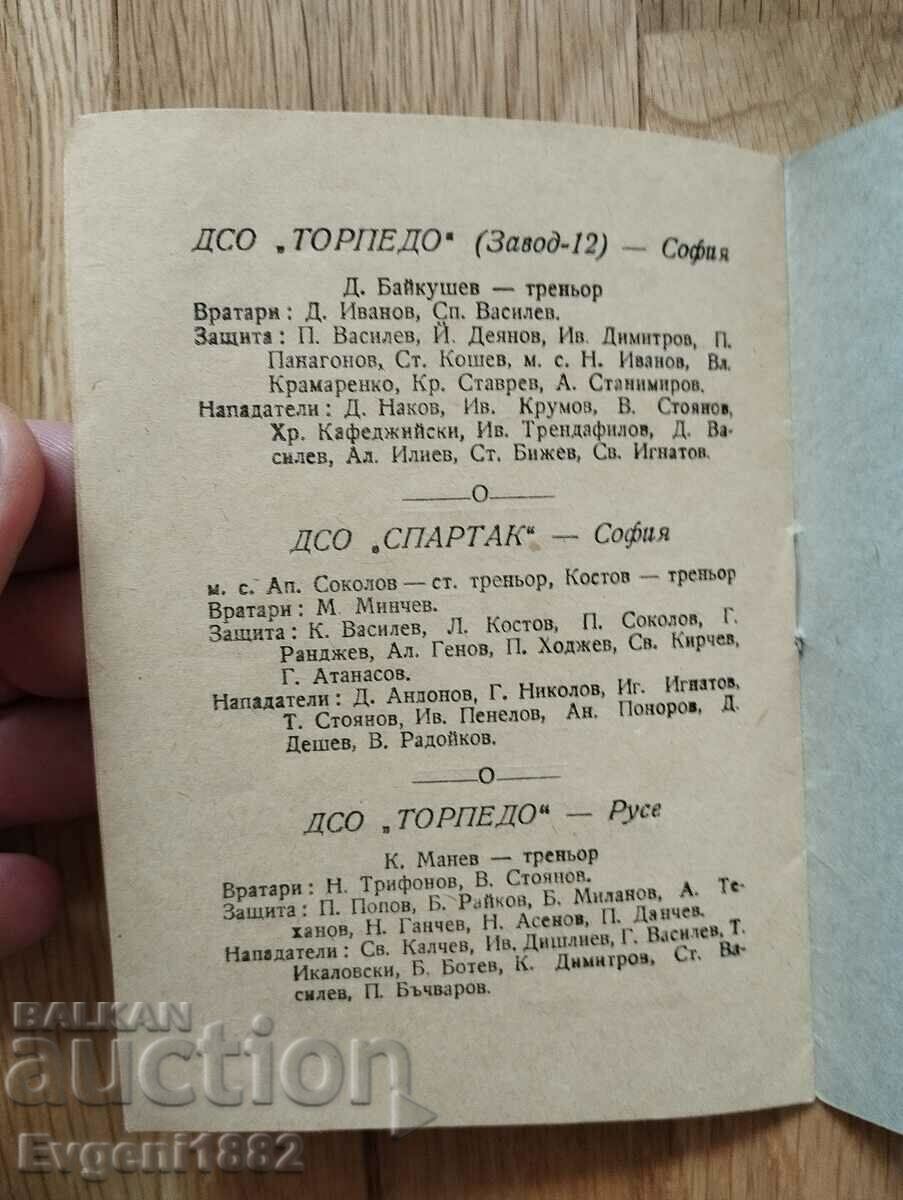 ДСО „ТОРПЕДО“ (Завод-12) — София
Д. Байкушев — треньор
Вратари: Д. Иванов, Сп. Василев.
Защита: П. Василев, Й. Деянов, Ив. Димитров, П.
Панагонов, Ст. Кошев, м. с. Н. Иванов, Вл.
Крамаренко, Кр. Ставрев, А. Станимиров.
Нападатели: Д. Наков, Ив. Крумов, В. Стоянов,
Хр. Кафеджийски, Ив. Трендафилов, Д. Ва-
силев, Ал. Илиев, Ст. Бижев, Св. Игнатов.
——О——
ДСО „СПАРТАК“ — София
м. с. Ап. Соколов — ст. треньор, Костов — треньор
Вратари: М. Минчев.
Защита: К. Василев, Л. Костов, П. Соколов, Г.
Ранджев, Ал. Генов, П. Ходжев, Св. Кирчев,
Г. Атанасов.
Нападатели: Д. Андонов, Г. Николов, Иг. Игнатов,
Т. Стоянов, Ив. Пенелов, Ан. Поноров, Д.
Дешев, В. Радойков.
——О——
ДСО „ТОРПЕДО“ — Русе
К. Манев — треньор
Вратари: Н. Трифонов, В. Стоянов.
Защита: П. Попов, Б. Райков, Б. Миланов, А. Те-
ханов, Н. Ганчев, Н. Асенов, П. Данчев.
Нападатели: Св. Калчев, Ив. Дишлиев, Г. Василев, Т.
Икаловски, Б. Ботев, К. Димитров, Ст. Ва-
силев, П. Бъчваров.
BALKAN
auction
Evgeni1882